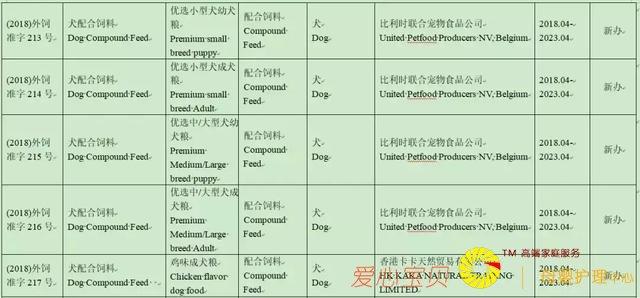 (2018)外饲准字 213 号
犬配合饲料
Dog Compound Feed
优选小型犬幼犬粮
Premium small breed puppy
配合饲料
Compound Feed
犬
Dog
比利时联合宠物食品公司
United Petfood Producers NV, Belgium
2018.04-2023.04
新办
(2018)外饲准字 214 号
犬配合饲料
Dog Compound Feed
优选小型犬成犬粮
Premium small breed Adult
配合饲料
Compound Feed
犬
Dog
比利时联合宠物食品公司
United Petfood Producers NV, Belgium
2018.04-2023.04
新办
(2018)外饲准字 215 号
犬配合饲料
Dog Compound Feed
优选中/大型犬幼犬粮
Premium Medium/Large breed puppy
配合饲料
Compound Feed
犬
Dog
比利时联合宠物食品公司
United Petfood Producers NV, Belgium
2018.04-2023.04
新办
(2018)外饲准字 216 号
犬配合饲料
Dog Compound Feed
优选中/大型犬成犬粮
Premium Medium/Large breed Adult
配合饲料
Compound Feed
犬
Dog
比利时联合宠物食品公司
United Petfood Producers NV, Belgium
2018.04-2023.04
新办
(2018)外饲准字 217 号
犬配合饲料
Dog Compound Feed
鸡味成犬粮
Chicken flavor dog food
配合饲料
Compound Feed
犬
Dog
香港卡卡天然贸易有限公
HK KAKA NATURAL
LIMITED
2018.04-2023.04
新办
爱心宝贝
TM 高端家庭服务
母婴护理中心